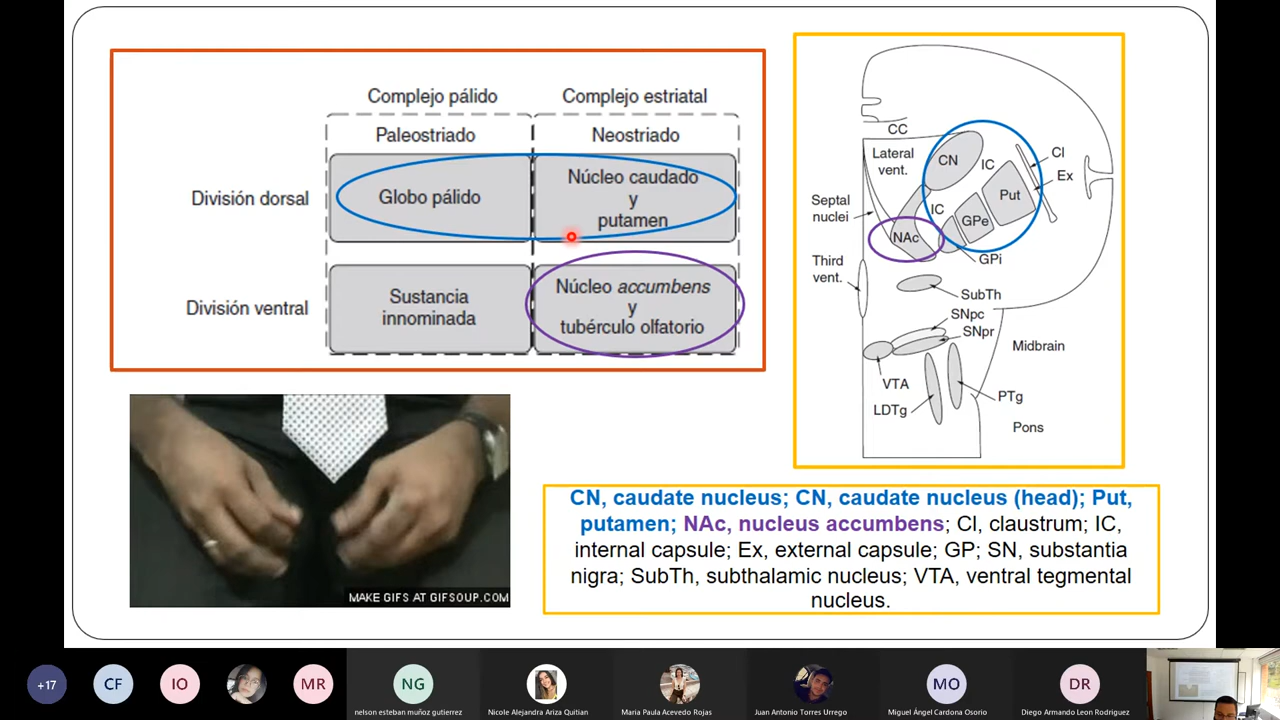 Complejo pálido
Complejo estriatal
Paleostriado
Neostriado
División dorsal
Globo pálido
Núcleo caudado
y
putamen
División ventral
Sustancia
innominada
Núcleo accumbens
y
tubérculo olfatorio
CC
Lateral
vent.
CN
IC
Cl
Ex
Put
Septal
nuclei
IC
GPe
NAc
GPi
Third
vent.
SubTh
SNpc
SNpr
Midbrain
VTA
LDTg
PTg
Pons
MAKE GIFS AT GIFSOUP.COM
CN, caudate nucleus; CN, caudate nucleus (head); Put,
putamen; NAc, nucleus accumbens; Cl, claustrum; IC,
internal capsule; Ex, external capsule; GP; SN, substantia
nigra; SubTh, subthalamic nucleus; VTA, ventral tegmental
nucleus.
+17
CF
IO
MR
NG
nelson esteban muñoz gutierrez
Nicole Alejandra Ariza Quitian
Maria Paula Acevedo Rojas
Juan Antonio Torres Urrego
MO
Miguel Ángel Cardona Osorio
DR
Diego Armando Leon Rodriguez